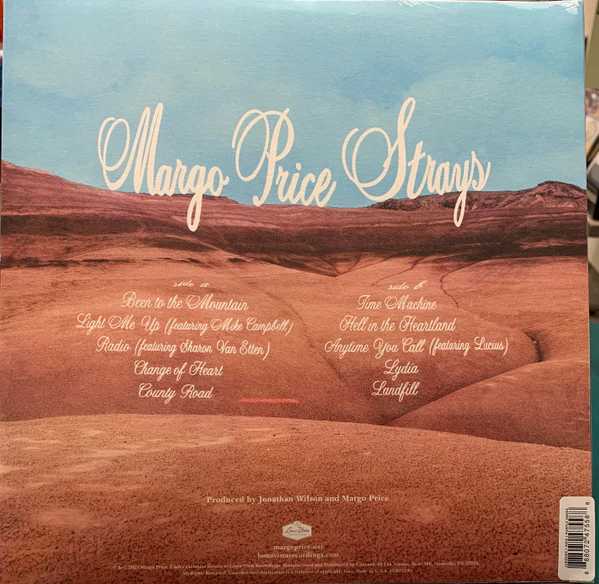 Margo Price Strays
side a
Been to the Mountain
Light Me Up (featuring Mike Campbell)
Radio (featuring Sharon Van Etten)
Change of Heart
County Road
side b
Time Machine
Hell in the Heartland
Anytime You Call (featuring Lucius)
Lydia
Landfill
Produced by Jonathan Wilson and Margo Price
Loma Vista
margoprice.net
lomavistarecordings.com